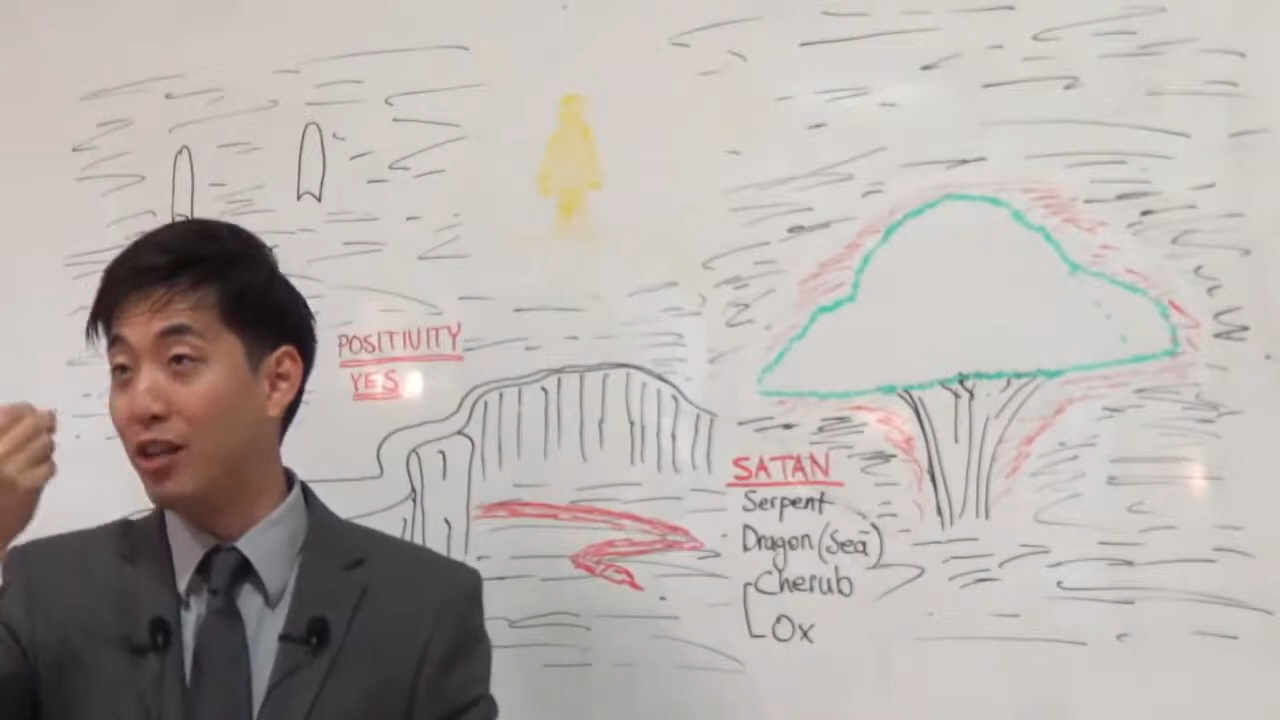 POSITIVITY
YES
SATAN
Serpent
Dragon (Sea)
Cherub
Ox